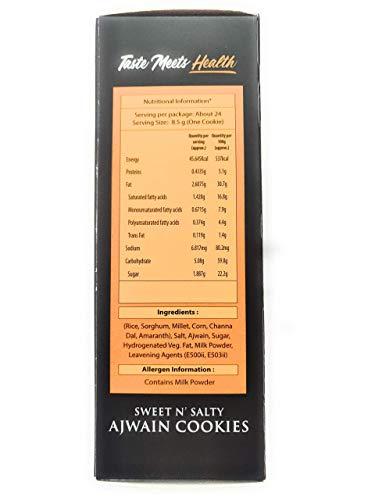 Taste Meets Health
Nutritional Information*
Serving per package: About 24
Serving Size: 8.5 g (One Cookie)
Quantity per serving (approx.) Quantity per 100g (approx.)
Energy 45.645kcal 537kcal
Proteins 0.4335g 5.1g
Fat 2.6075g 30.7g
Saturated fatty acids 1.428g 16.8g
Monounsaturated fatty acids 0.6715g 7.9g
Polyunsaturated fatty acids 0.374g 4.4g
Trans Fat 0.119g 1.4g
Sodium 6.817mg 80.2mg
Carbohydrate 5.08g 59.8g
Sugar 1.887g 22.2g
Ingredients :
(Rice, Sorghum, Millet, Corn, Channa
Dal, Amaranth), Salt, Ajwain, Sugar,
Hydrogenated Veg. Fat, Milk Powder,
Leavening Agents (E500ii, E503ii)
Allergen Information :
Contains Milk Powder
SWEET N' SALTY
AJWAIN COOKIES